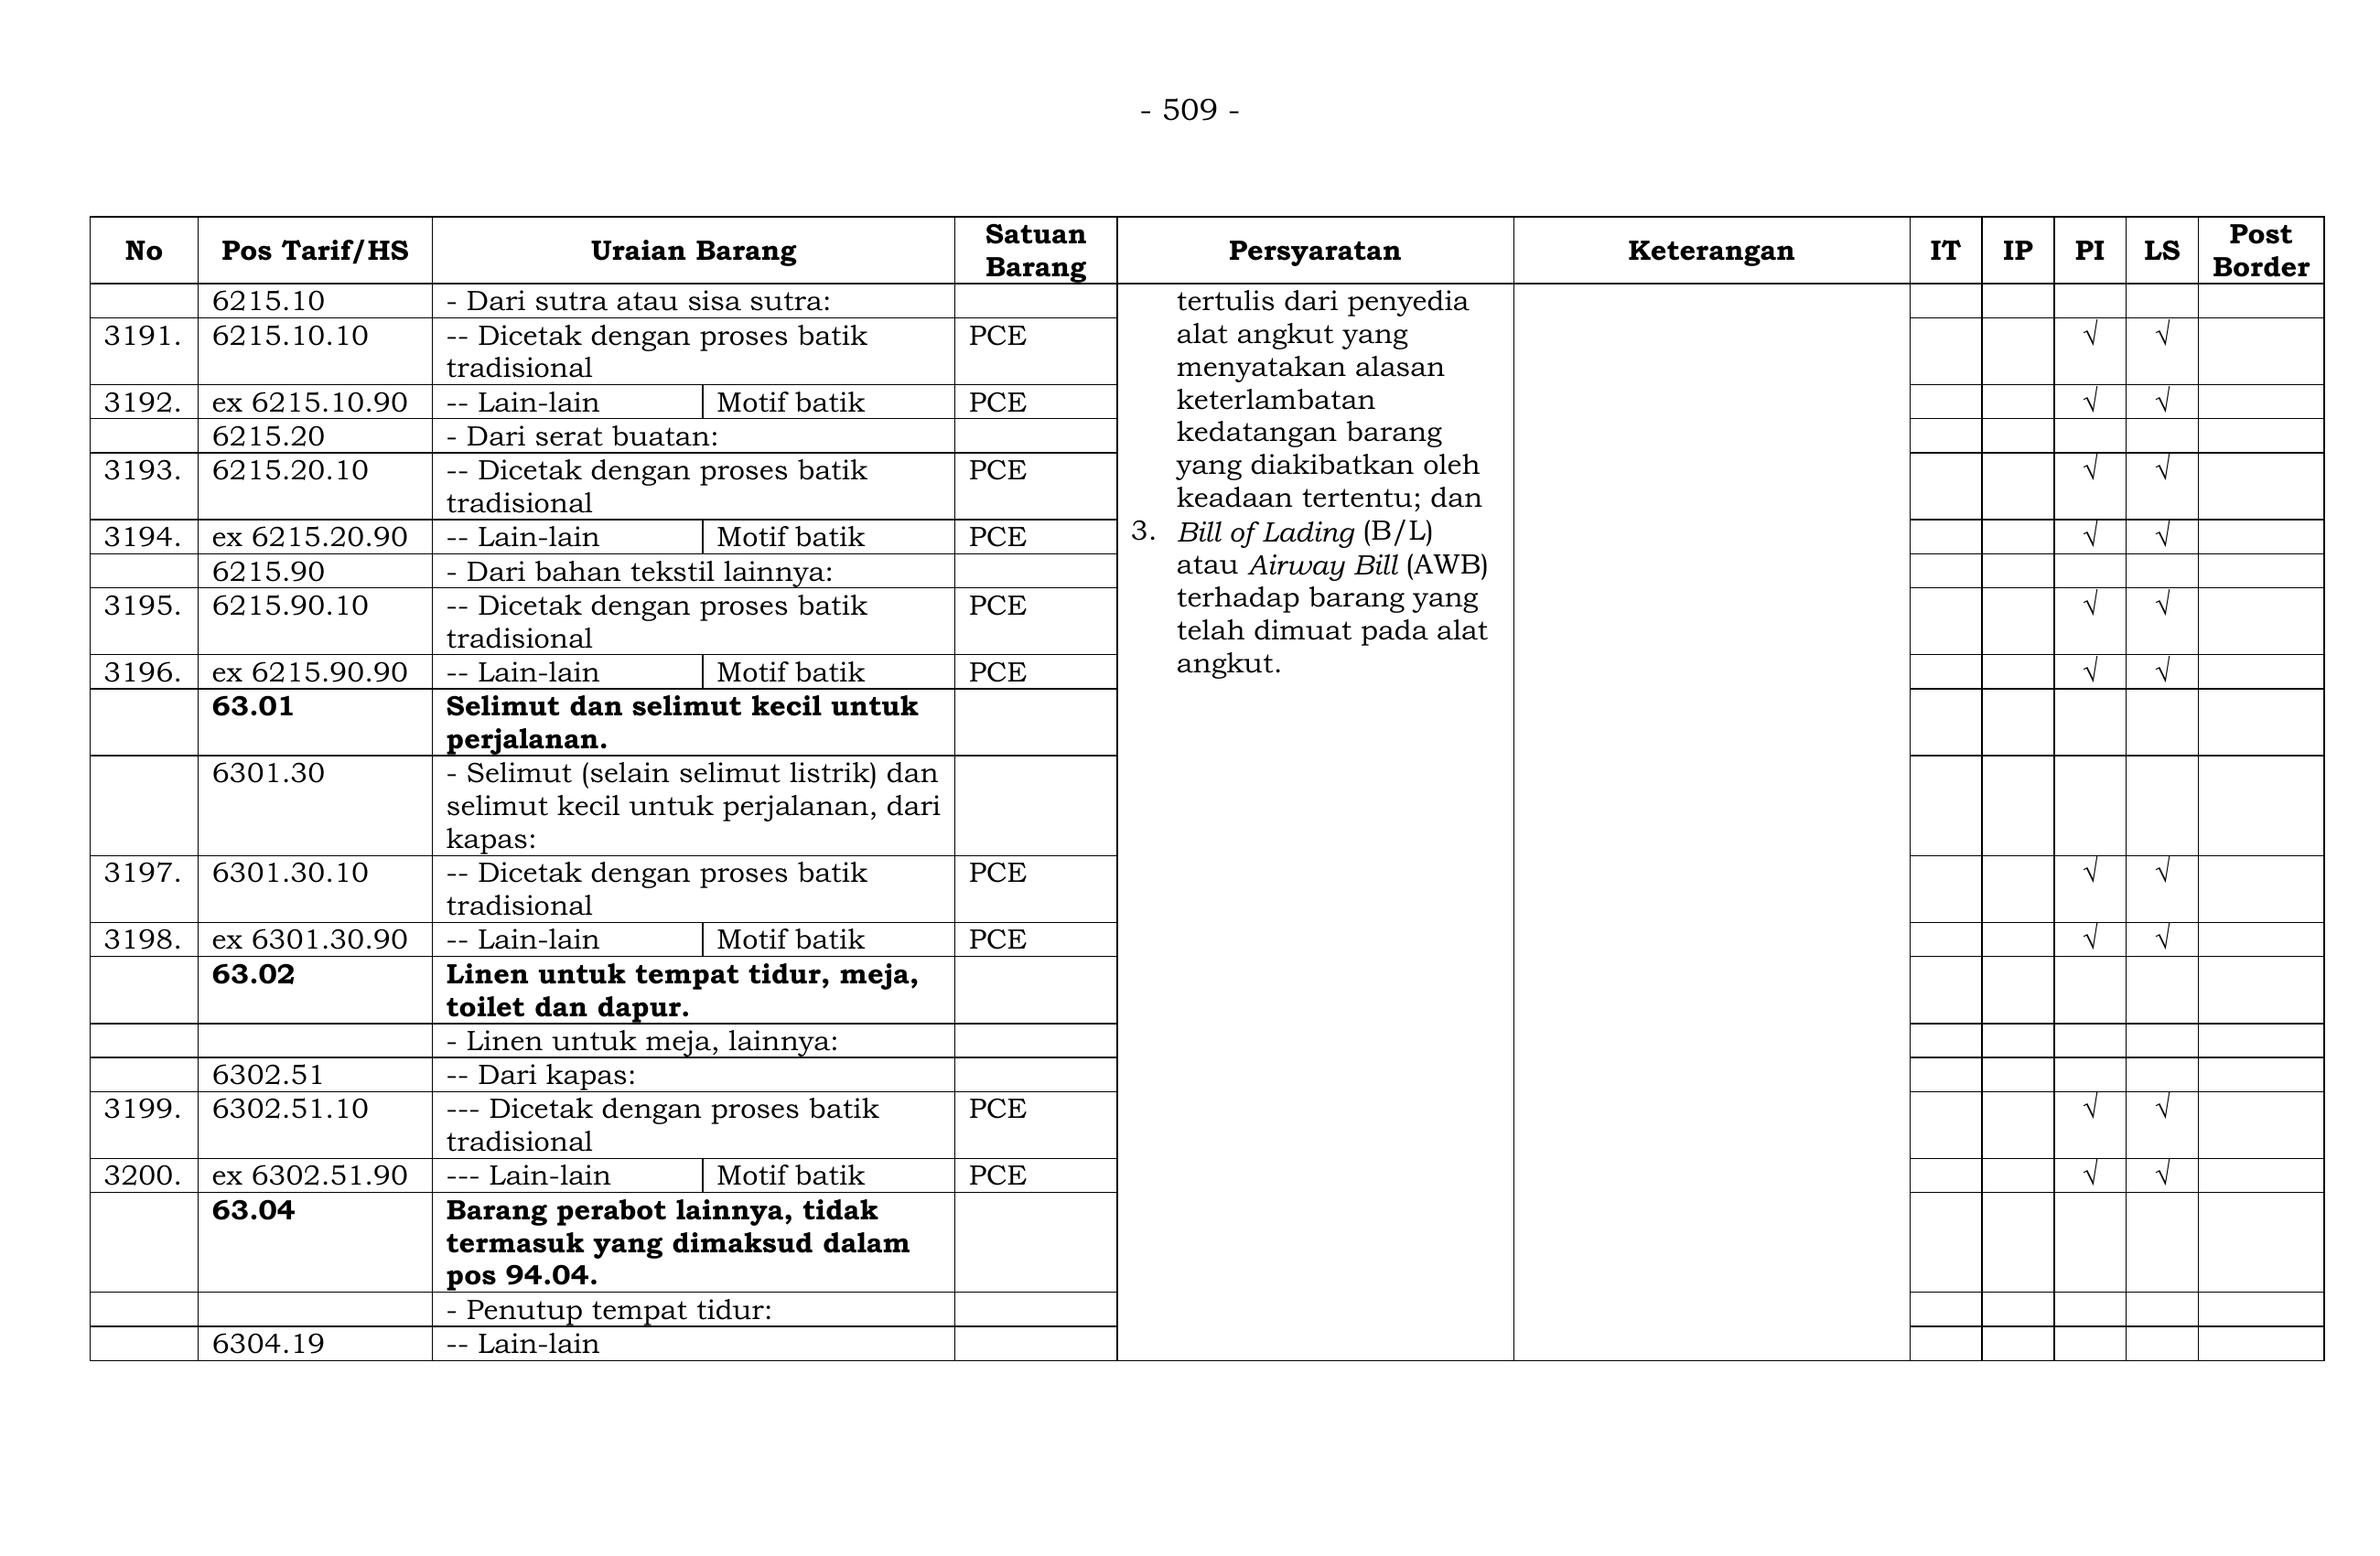 - 509 -
No Pos Tarif/HS Uraian Barang Satuan Barang Persyaratan Keterangan IT IP PI LS Post Border
6215.10 - Dari sutra atau sisa sutra:
3191. 6215.10.10 -- Dicetak dengan proses batik
tradisional PCE √ √
3192. ex 6215.10.90 -- Lain-lain Motif batik PCE √ √
6215.20 - Dari serat buatan:
3193. 6215.20.10 -- Dicetak dengan proses batik
tradisional PCE √ √
3194. ex 6215.20.90 -- Lain-lain Motif batik PCE √ √
6215.90 - Dari bahan tekstil lainnya:
3195. 6215.90.10 -- Dicetak dengan proses batik
tradisional PCE √ √
3196. ex 6215.90.90 -- Lain-lain Motif batik PCE √ √
63.01 Selimut dan selimut kecil untuk
perjalanan.
6301.30 - Selimut (selain selimut listrik) dan
selimut kecil untuk perjalanan, dari
kapas:
3197. 6301.30.10 -- Dicetak dengan proses batik
tradisional PCE √ √
3198. ex 6301.30.90 -- Lain-lain Motif batik PCE √ √
63.02 Linen untuk tempat tidur, meja,
toilet dan dapur.
- Linen untuk meja, lainnya:
6302.51 -- Dari kapas:
3199. 6302.51.10 --- Dicetak dengan proses batik
tradisional PCE √ √
3200. ex 6302.51.90 --- Lain-lain Motif batik PCE √ √
63.04 Barang perabot lainnya, tidak
termasuk yang dimaksud dalam
pos 94.04.
- Penutup tempat tidur:
6304.19 -- Lain-lain
tertulis dari penyedia
alat angkut yang
menyatakan alasan
keterlambatan
kedatangan barang
yang diakibatkan oleh
keadaan tertentu; dan
3. Bill of Lading (B/L)
atau Airway Bill (AWB)
terhadap barang yang
telah dimuat pada alat
angkut.